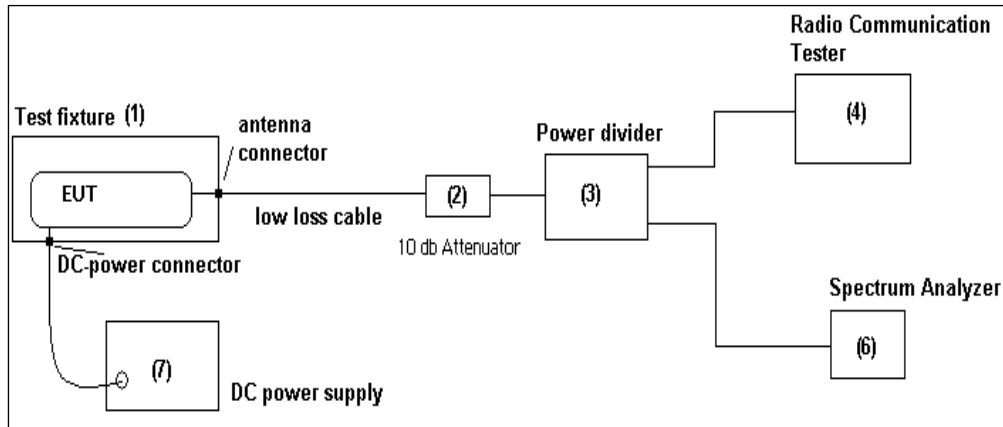 Radio Communication
Tester
(4)
Test fixture (1)
antenna
connector
Power divider
EUT
(2)
(3)
low loss cable
10 db Attenuator
DC-power connector
Spectrum Analyzer
(6)
(7)
DC power supply